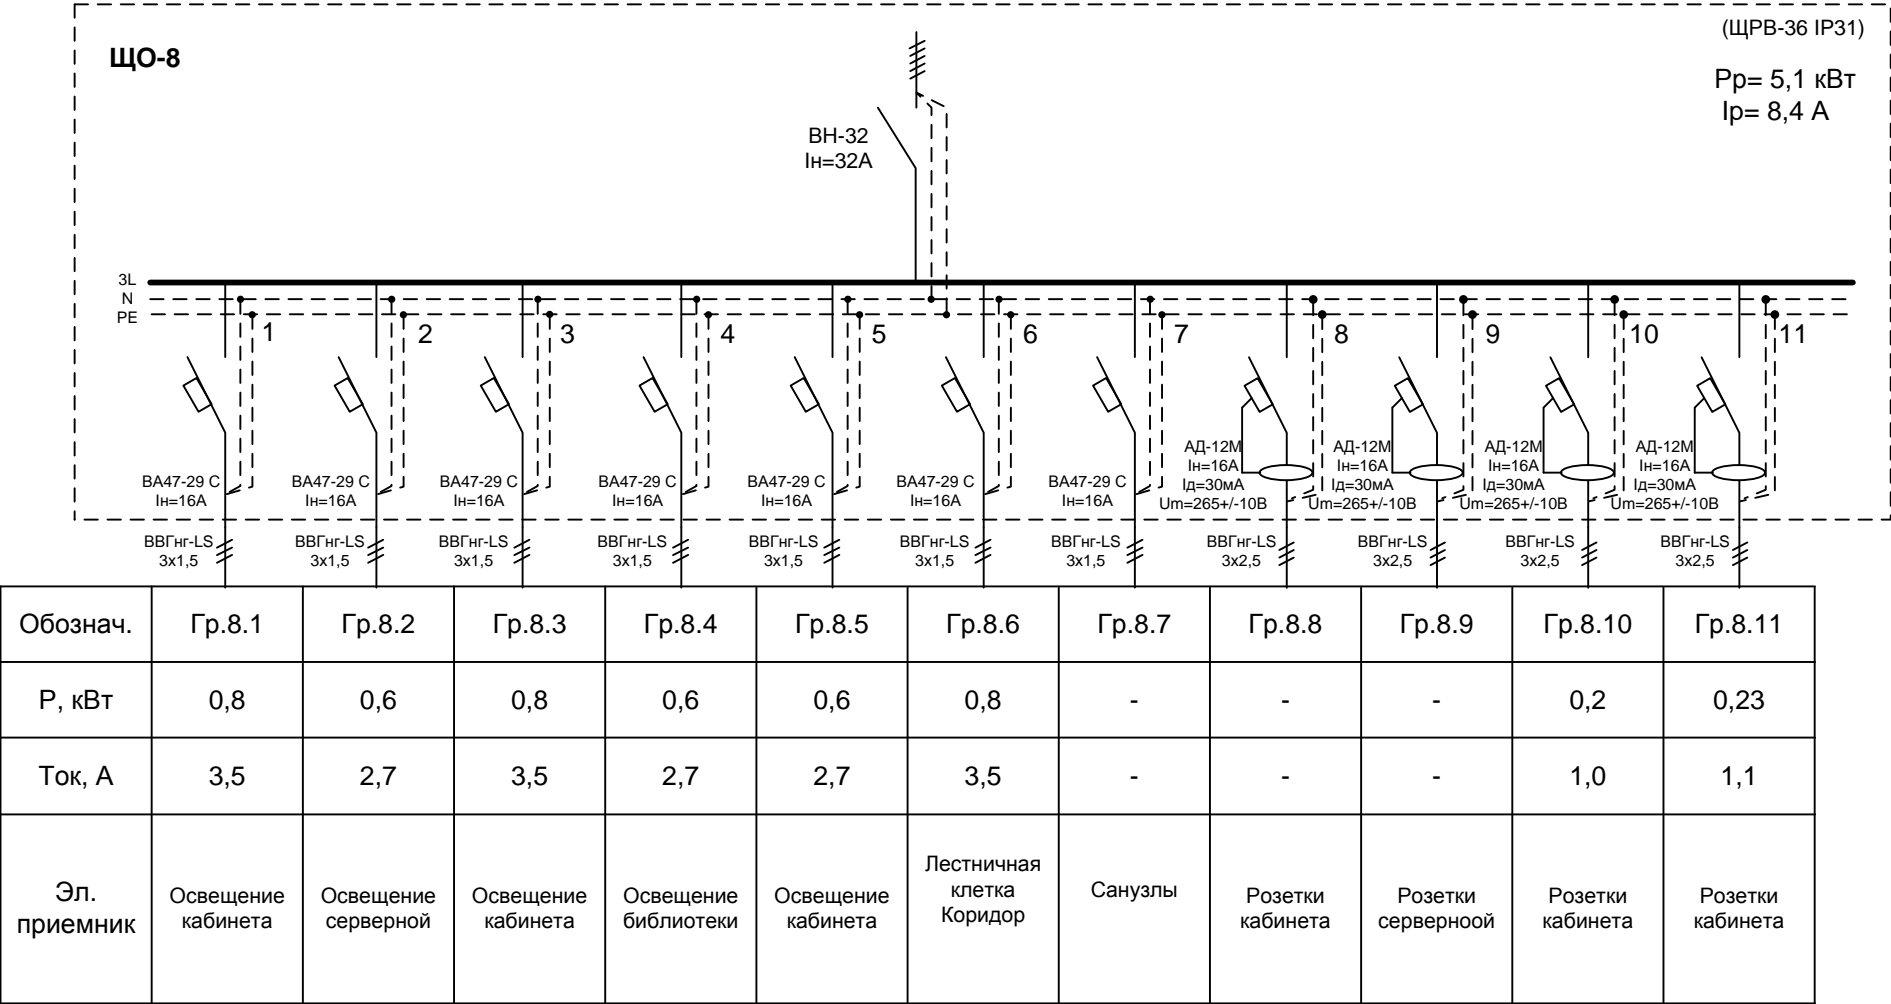 ЩО-8
(ЩРВ-36 IP31)
Рр= 5,1 кВт
Iр= 8,4 А
ВН-32
Iн=32А
3L
N
PE
1
2
3
4
5
6
7
8
9
10
11
ВА47-29 С
Iн=16А
ВА47-29 С
Iн=16А
ВА47-29 С
Iн=16А
ВА47-29 С
Iн=16А
ВА47-29 С
Iн=16А
ВА47-29 С
Iн=16А
ВА47-29 С
Iн=16А
АД-12М
Iн=16А
Iд=30мА
Um=265+/-10В
АД-12М
Iн=16А
Iд=30мА
Um=265+/-10В
АД-12М
Iн=16А
Iд=30мА
Um=265+/-10В
АД-12М
Iн=16А
Iд=30мА
Um=265+/-10В
ВВГнг-LS
3х1,5
ВВГнг-LS
3х1,5
ВВГнг-LS
3х1,5
ВВГнг-LS
3х1,5
ВВГнг-LS
3х1,5
ВВГнг-LS
3х1,5
ВВГнг-LS
3х1,5
ВВГнг-LS
3х2,5
ВВГнг-LS
3х2,5
ВВГнг-LS
3х2,5
ВВГнг-LS
3х2,5
Обознач. Гр.8.1 Гр.8.2 Гр.8.3 Гр.8.4 Гр.8.5 Гр.8.6 Гр.8.7 Гр.8.8 Гр.8.9 Гр.8.10 Гр.8.11
Р, кВт 0,8 0,6 0,8 0,6 0,6 0,8 - - - 0,2 0,23
Ток, А 3,5 2,7 3,5 2,7 2,7 3,5 - - - 1,0 1,1
Эл.
приемник
Освещение
кабинета
Освещение
серверной
Освещение
кабинета
Освещение
библиотеки
Освещение
кабинета
Лестничная
клетка
Коридор
Санузлы
Розетки
кабинета
Розетки
серверноой
Розетки
кабинета
Розетки
кабинета